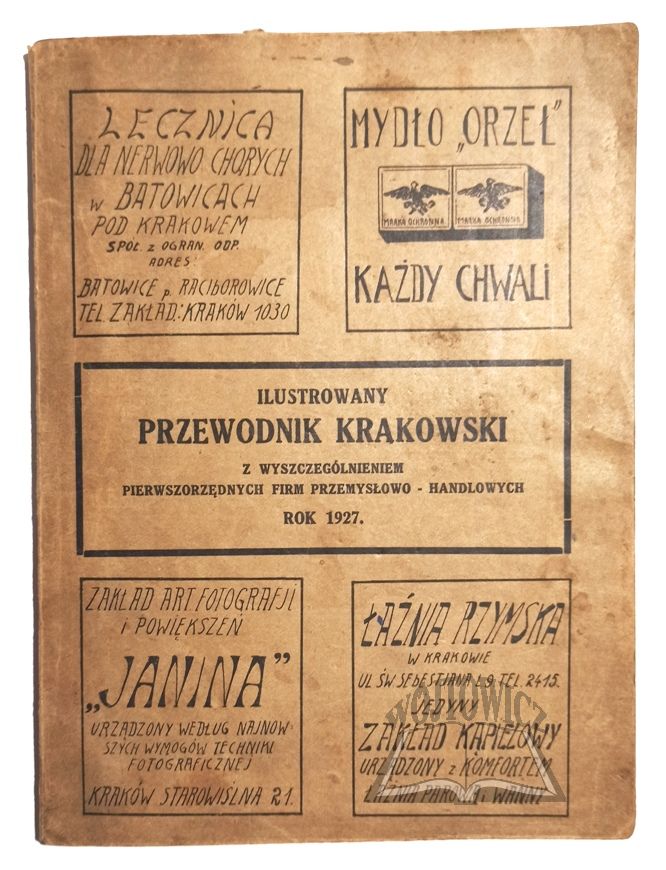 LECZNICA
DLA NERWOWO CHORYCH
w BATOWICACH
POD KRAKOWEM
SPÓŁ. z OGRAN. ODP.
ADRES:
BATOWICE p. RACIBOROWICE
TEL. ZAKŁAD.: KRAKÓW 1030
MYDŁO „ORZEŁ"
MARKA OCHRONNA MARKA OCHRONNA
KAŻDY CHWALI
ILUSTROWANY
PRZEWODNIK KRAKOWSKI
Z WYSZCZEGÓLNIENIEM
PIERWSZORZĘDNYCH FIRM PRZEMYSŁOWO - HANDLOWYCH
ROK 1927.
ZAKŁAD ART. FOTOGRAFJI
i POWIĘKSZEŃ
„JANINA"
URZĄDZONY WEDŁUG NAJNOW-
SZYCH WYMOGÓW TECHNIKI
FOTOGRAFICZNEJ
KRAKÓW STAROWIŚLNA 21.
ŁAŹNIA RZYMSKA
W KRAKOWIE
UL. ŚW. SEBESTJANA L. 9. TEL. 2415.
JEDYNY
ZAKŁAD KĄPIELOWY
URZĄDZONY z KOMFORTEM
ŁAŹNIA PAROWA i WANNY
WÓJTOWICZ